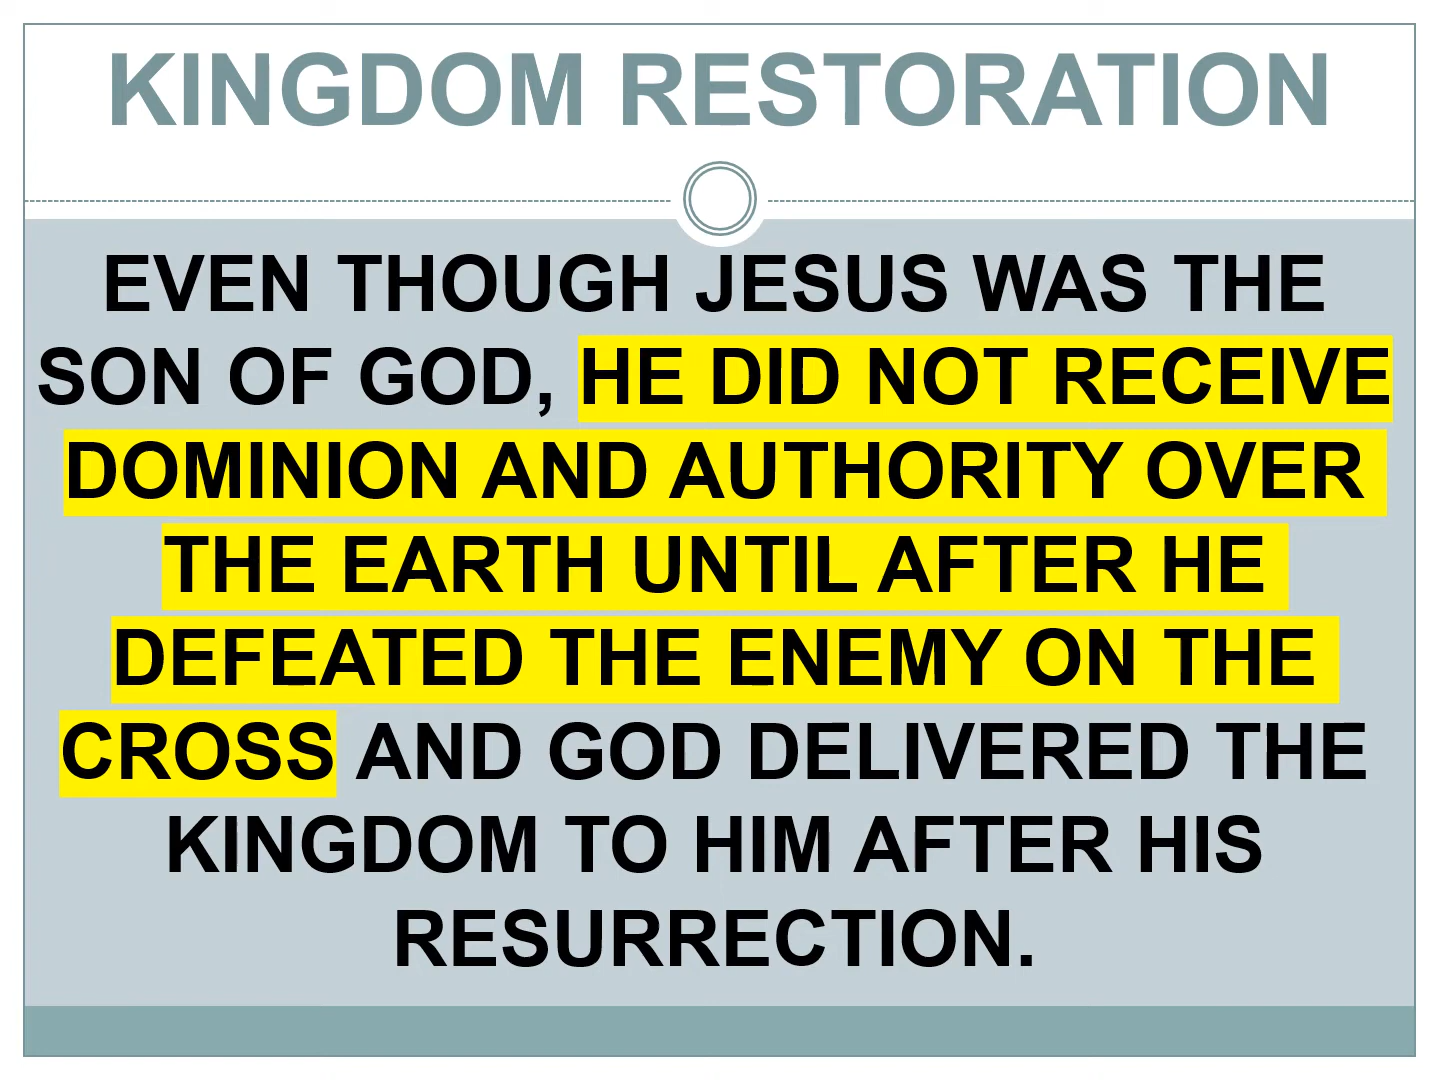 KINGDOM RESTORATION
EVEN THOUGH JESUS WAS THE
SON OF GOD, HE DID NOT RECEIVE
DOMINION AND AUTHORITY OVER
THE EARTH UNTIL AFTER HE
DEFEATED THE ENEMY ON THE
CROSS AND GOD DELIVERED THE
KINGDOM TO HIM AFTER HIS
RESURRECTION.